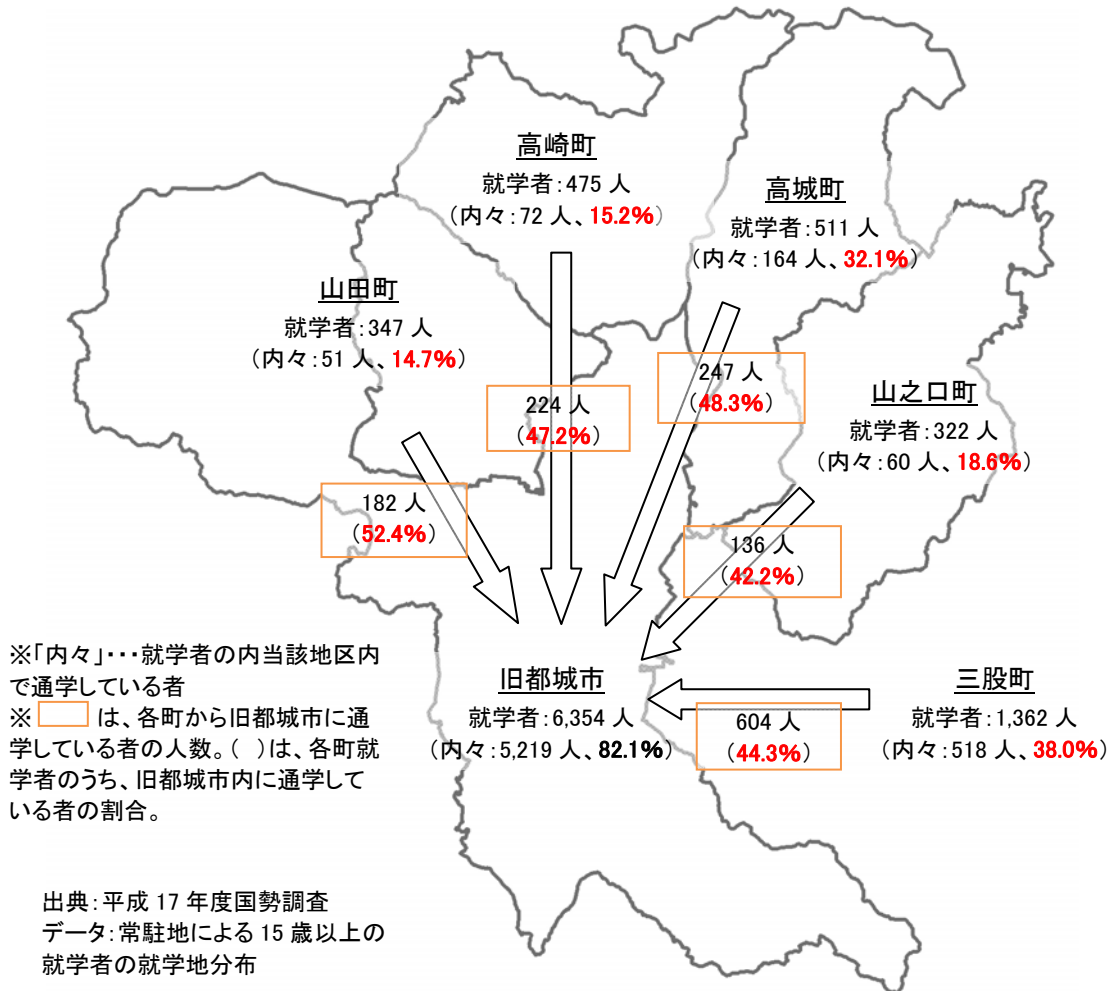 高崎町
就学者:475 人
(内々:72 人、15.2%)
高城町
就学者:511 人
(内々:164 人、32.1%)
山田町
就学者:347 人
(内々:51 人、14.7%)
247 人
(48.3%)
山之口町
就学者:322 人
(内々:60 人、18.6%)
224 人
(47.2%)
182 人
(52.4%)
136 人
(42.2%)
旧都城市
就学者:6,354 人
(内々:5,219 人、82.1%)
604 人
(44.3%)
三股町
就学者:1,362 人
(内々:518 人、38.0%)
※「内々」・・・就学者の内当該地区内
で通学している者
※ は、各町から旧都城市に通
学している者の人数。( )は、各町就
学者のうち、旧都城市内に通学して
いる者の割合。
出典:平成 17 年度国勢調査
データ:常駐地による 15 歳以上の
就学者の就学地分布